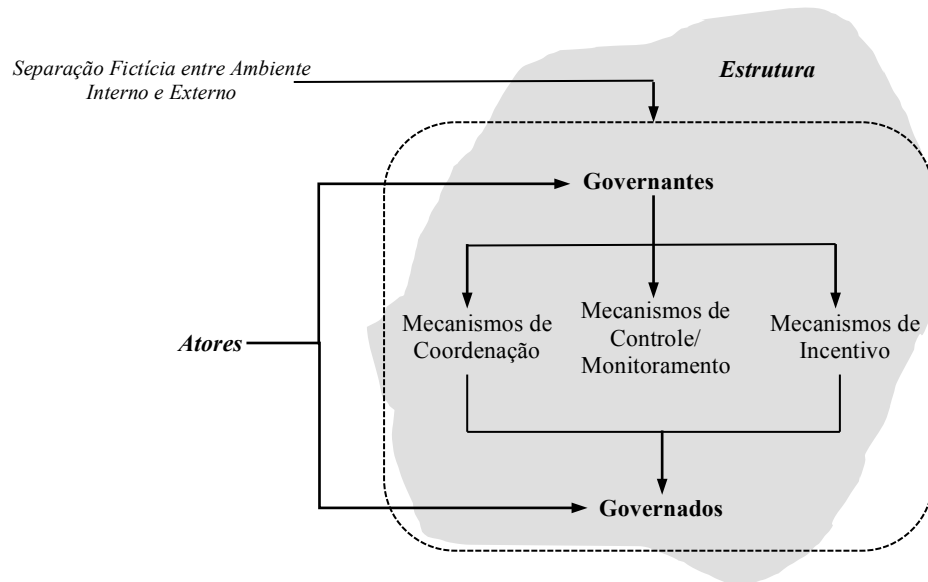 Separação Fictícia entre Ambiente
Interno e Externo
Estrutura
Governantes
Mecanismos de
Coordenação
Mecanismos de
Controle/
Monitoramento
Mecanismos de
Incentivo
Atores
Governados